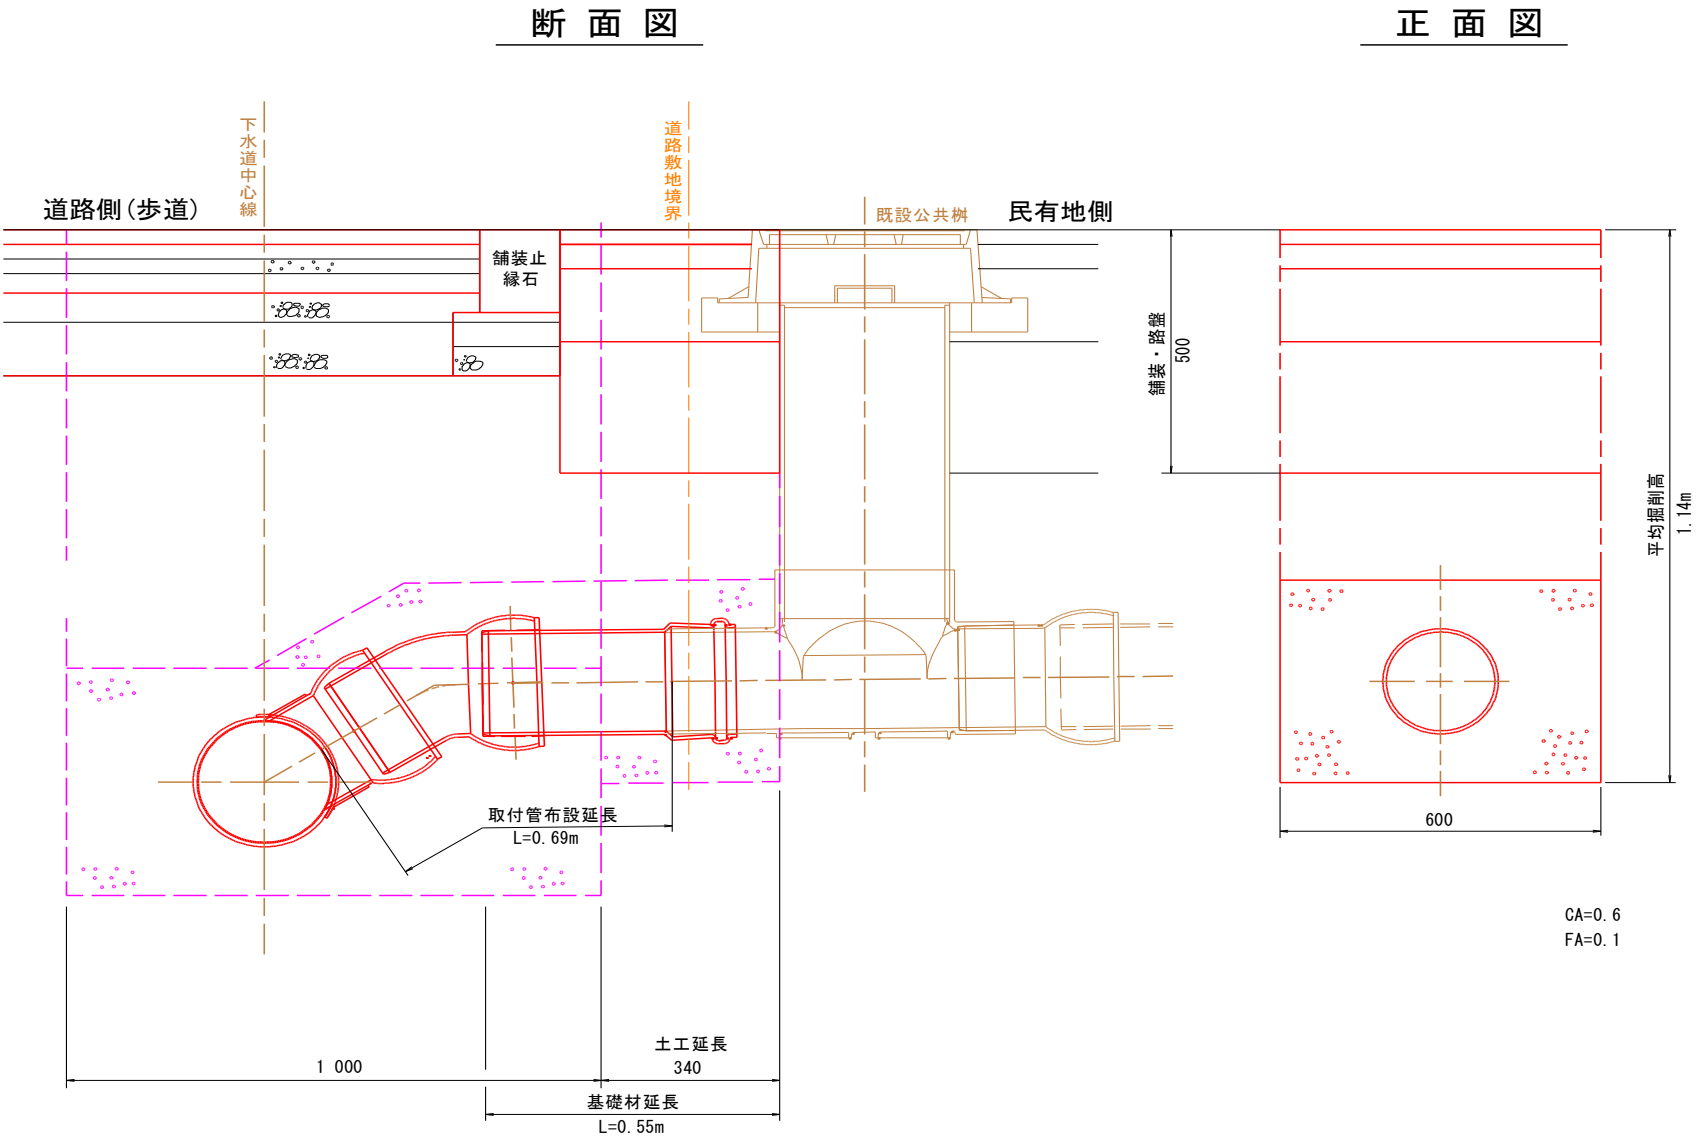 断面図
正面図
下水道中心線
道路敷地境界
道路側(歩道)
既設公共桝
民有地側
舗装止
縁石
舗装・路盤
500
平均掘削高
1.14m
取付管布設延長
L=0.69m
600
CA=0.6
FA=0.1
土工延長
1 000
340
基礎材延長
L=0.55m